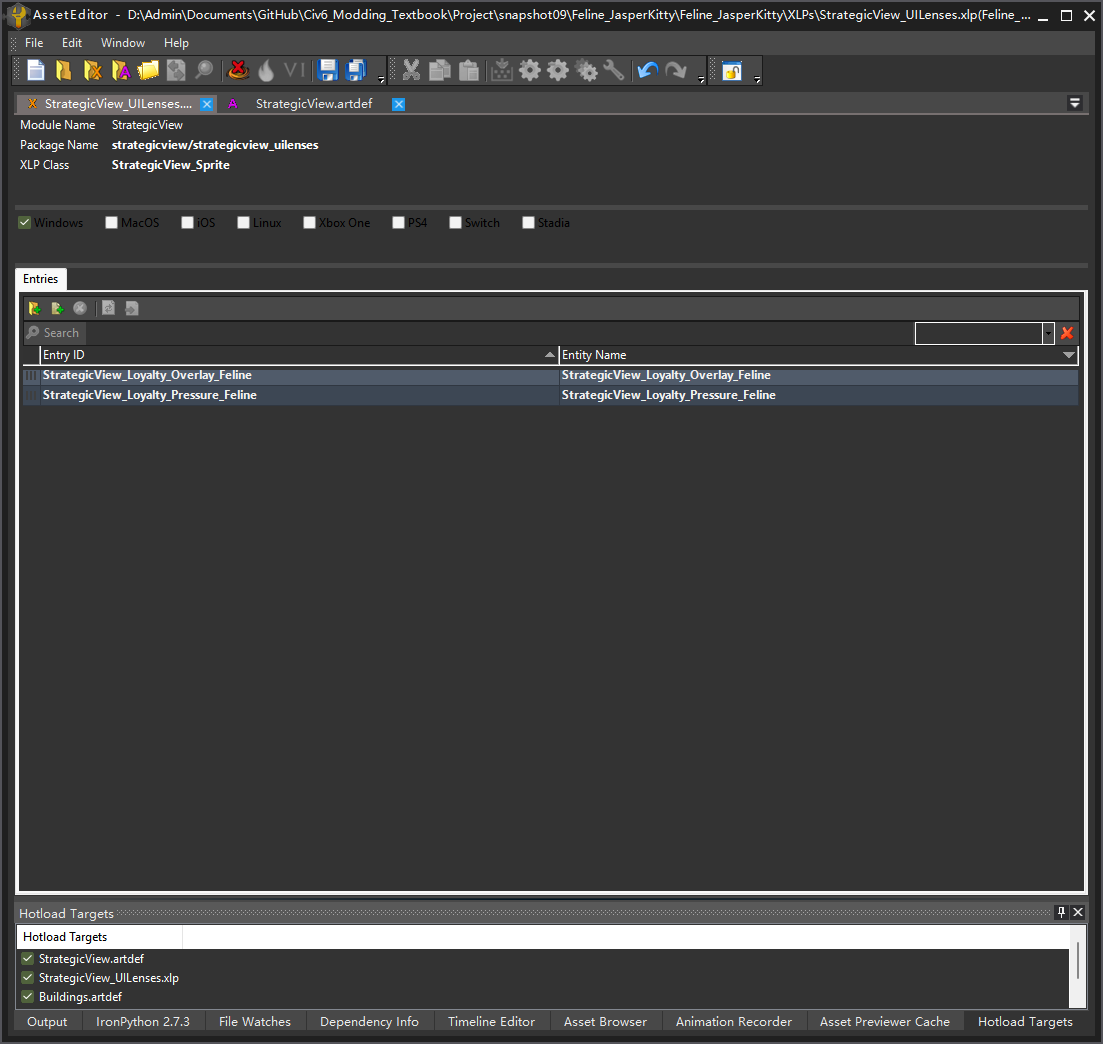 AssetEditor - D:\Admin\Documents\GitHub\Civ6_Modding_Textbook\Project\snapshot09\Feline_JasperKitty\Feline_JasperKitty\XLPs\StrategicView_UILenses.xlp(Feline_...
File Edit Window Help
VI
X StrategicView_UILenses.... A StrategicView.artdef
Module Name StrategicView
Package Name strategicview/strategicview_uilenses
XLP Class StrategicView_Sprite
Windows MacOS iOS Linux Xbox One PS4 Switch Stadia
Entries
Search
Entry ID Entity Name
StrategicView_Loyalty_Overlay_Feline StrategicView_Loyalty_Overlay_Feline
StrategicView_Loyalty_Pressure_Feline StrategicView_Loyalty_Pressure_Feline
Hotload Targets
Hotload Targets
StrategicView.artdef
StrategicView_UILenses.xlp
Buildings.artdef
Output IronPython 2.7.3 File Watches Dependency Info Timeline Editor Asset Browser Animation Recorder Asset Previewer Cache Hotload Targets